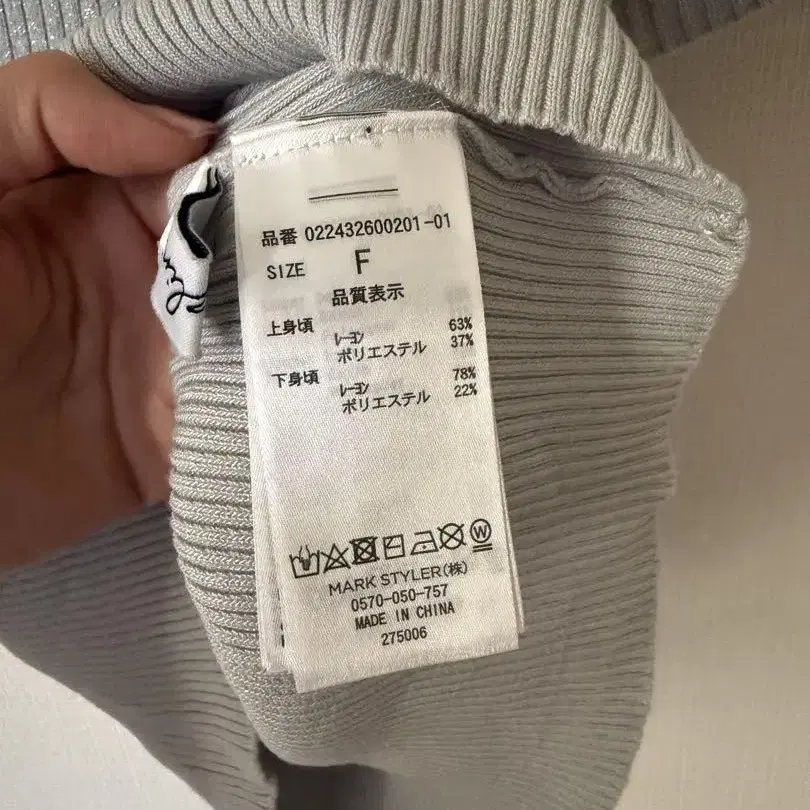 品番 022432600201-01
SIZE F
品質表示
上身頃 レーヨン 63%
ポリエステル 37%
下身頃 レーヨン 78%
ポリエステル 22%
W
MARK STYLER(株)
0570-050-757
MADE IN CHINA
275006